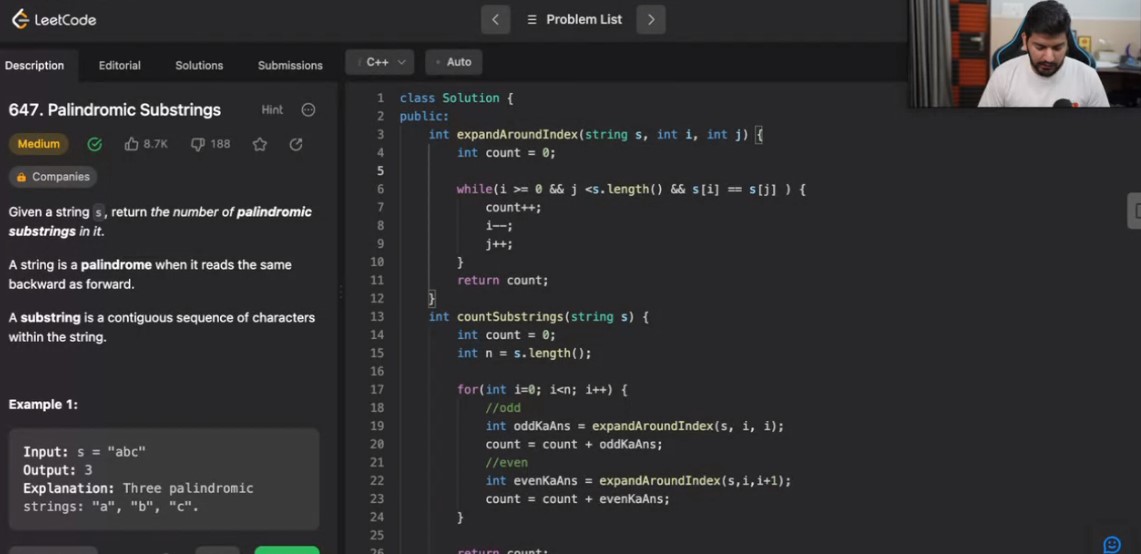 LeetCode
Problem List
Description Editorial Solutions Submissions
i C++ Auto
647. Palindromic Substrings Hint
Medium 8.7K 188
Companies
Given a string s, return the number of palindromic
substrings in it.
A string is a palindrome when it reads the same
backward as forward.
A substring is a contiguous sequence of characters
within the string.
Example 1:
Input: s = "abc"
Output: 3
Explanation: Three palindromic
strings: "a", "b", "c".
1 class Solution {
2 public:
3 int expandAroundIndex(string s, int i, int j) {
4 int count = 0;
5
6 while(i >= 0 && j <s.length() && s[i] == s[j] ) {
7 count++;
8 i--;
9 j++;
10 }
11 return count;
12 }
13 int countSubstrings(string s) {
14 int count = 0;
15 int n = s.length();
16
17 for(int i=0; i<n; i++) {
18 //odd
19 int oddKaAns = expandAroundIndex(s, i, i);
20 count = count + oddKaAns;
21 //even
22 int evenKaAns = expandAroundIndex(s,i,i+1);
23 count = count + evenKaAns;
24 }
25
26 return count;